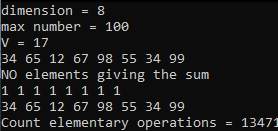 dimension = 8
max number = 100
V = 17
34 65 12 67 98 55 34 99
NO elements giving the sum
1 1 1 1 1 1 1 1
34 65 12 67 98 55 34 99
Count elementary operations = 13473